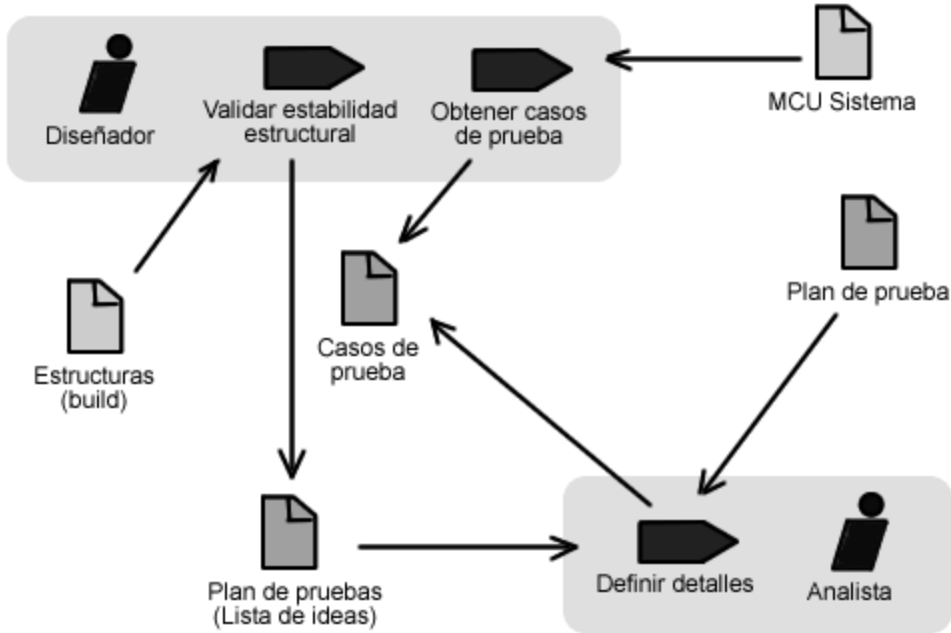 MCU Sistema
Diseñador
Validar estabilidad
estructural
Obtener casos
de prueba
Plan de prueba
Estructuras
(build)
Casos de
prueba
Plan de pruebas
(Lista de ideas)
Definir detalles
Analista